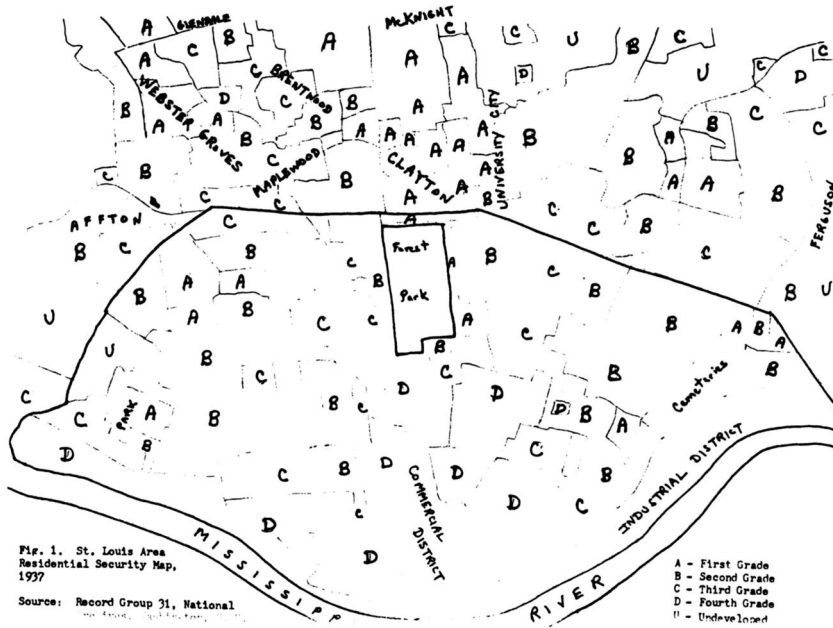 A GLENDALE McKNIGHT C C U B C
A C B A A U C D
C BRENTWOOD A D
WEBSTER GROVES D C B A UNIVERSITY CITY C C
B A A B B A A A A A B A B C
B C MAPLEWOOD B CLAYTON A A B A A B FERGUSON
C C C A A B
AFFTON C A C C B
B C B Forest C
U B A A C B Park A B C B B U
A B C C A C B A B A
U B B B
C C PARK A B C B C D C D B Cemeteries
D B B C D B A
C B D COMMERCIAL DISTRICT D C B INDUSTRIAL DISTRICT
D C D C
D
MISSISSIPP RIVER
Fig. 1. St. Louis Area
Residential Security Map,
1937
Source: Record Group 31, National
A - First Grade
B - Second Grade
C - Third Grade
D - Fourth Grade
U - Undeveloped